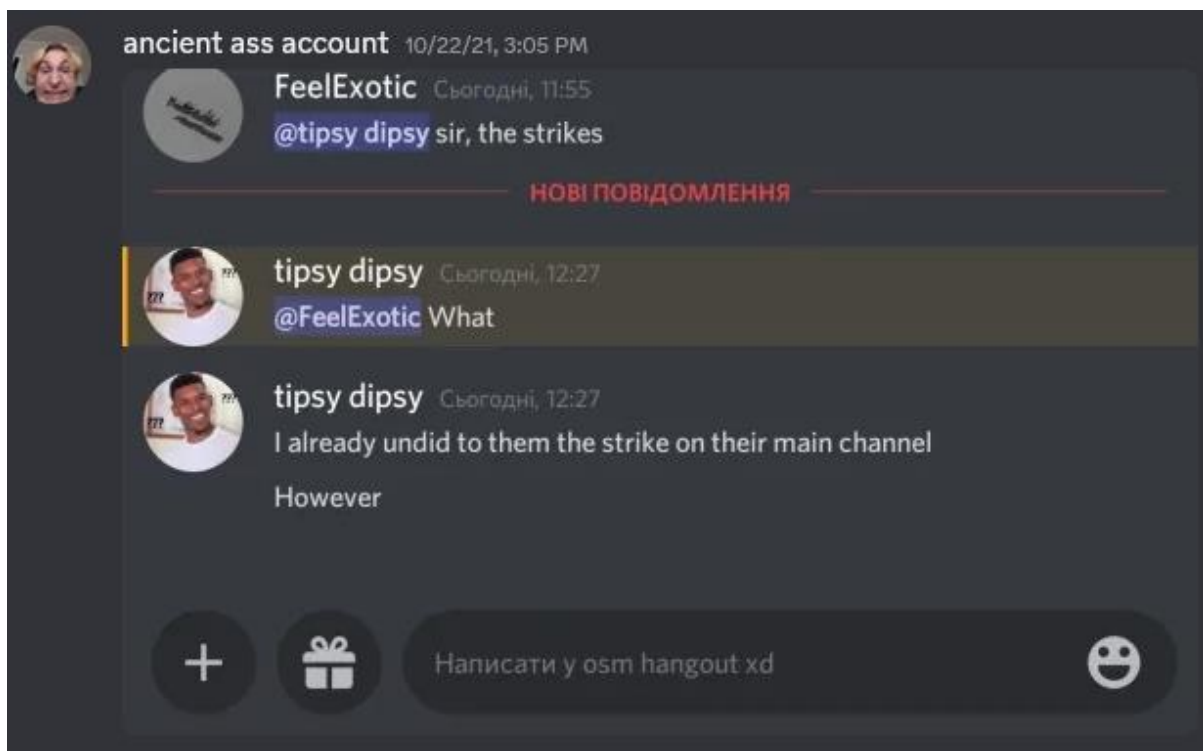 ancient ass account 10/22/21, 3:05 PM
FeelExotic Сьогодні, 11:55
@tipsy dipsy sir, the strikes
НОВІ ПОВІДОМЛЕННЯ
tipsy dipsy Сьогодні, 12:27
@FeelExotic What
tipsy dipsy Сьогодні, 12:27
I already undid to them the strike on their main channel
However
Написати у osm hangout xd